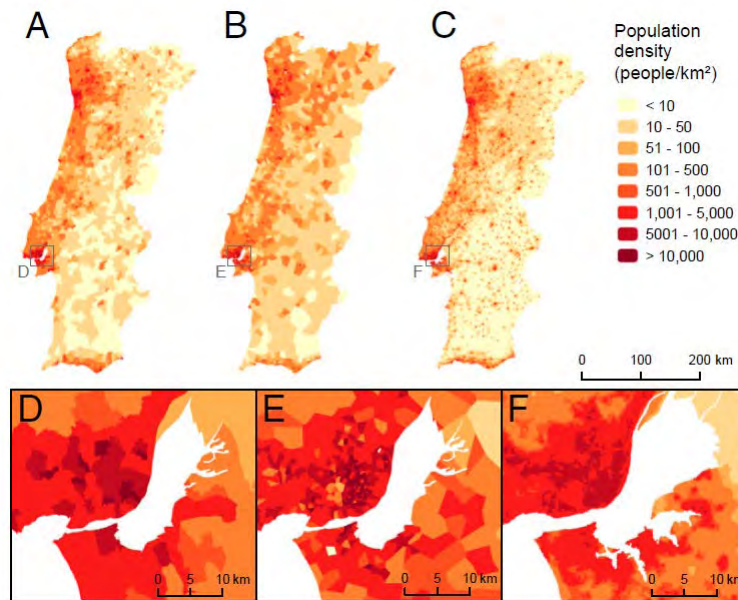 A
B
C
Population
density
(people/km²)
< 10
10 - 50
51 - 100
101 - 500
501 - 1,000
1,001 - 5,000
5001 - 10,000
> 10,000
D
E
F
0 100 200 km
D
E
F
0 5 10 km
0 5 10 km
0 5 10 km